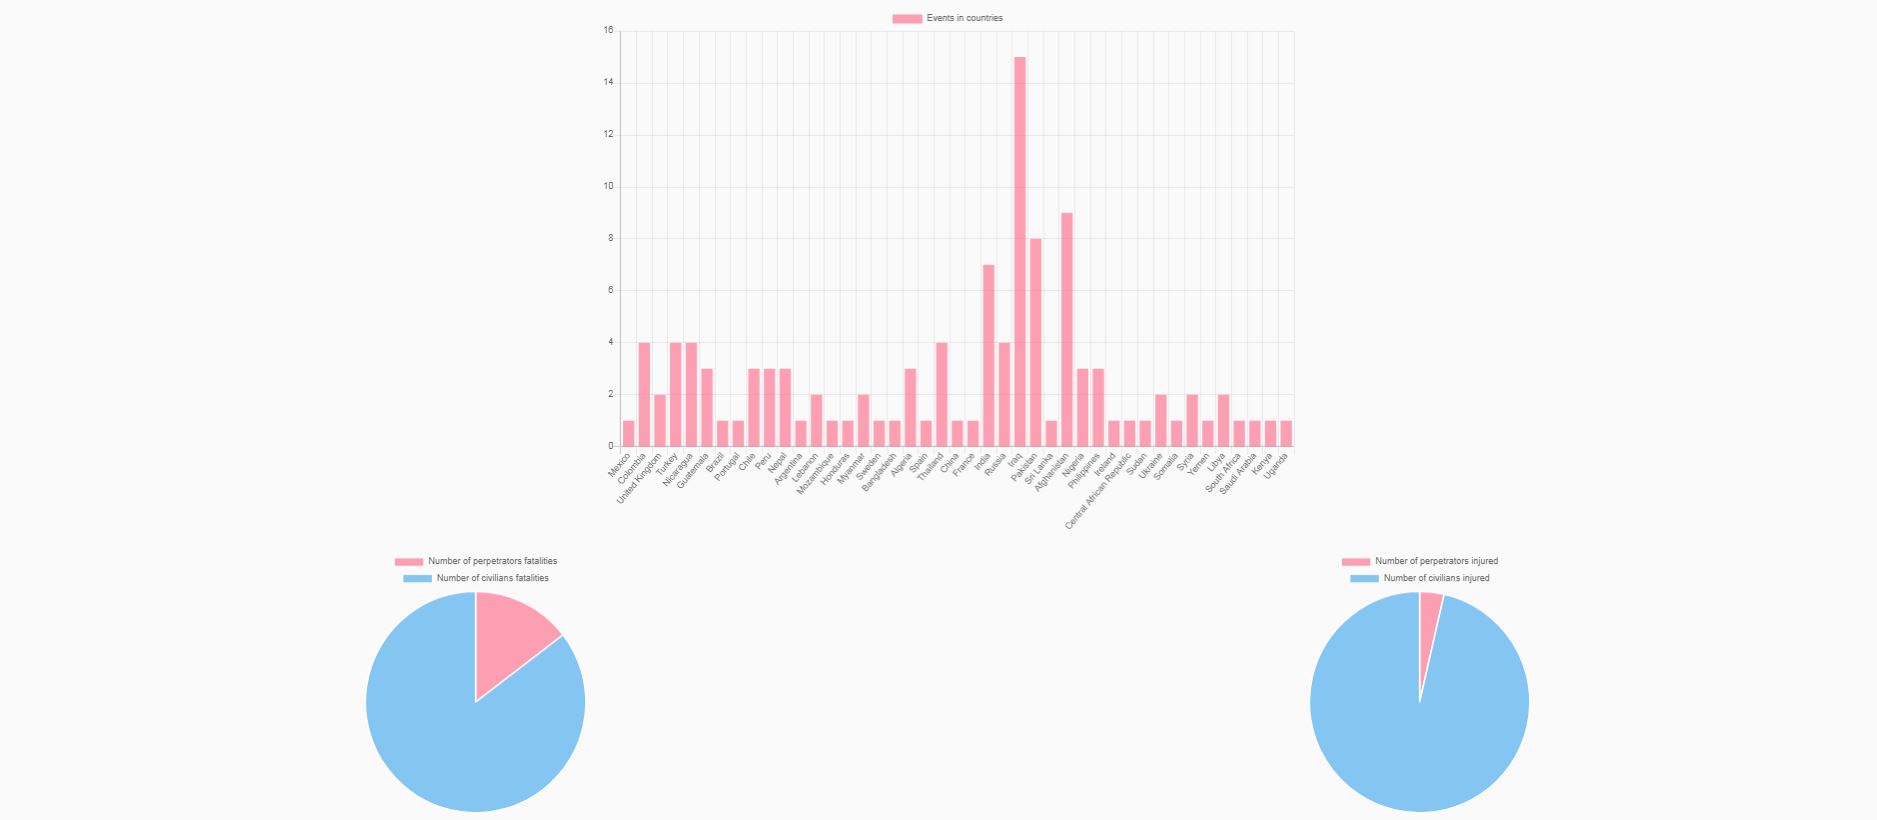 Events in countries
16
14
12
10
8
6
4
2
0
Mexico
Colombia
United Kingdom
Turkey
Nicaragua
Guatemala
Brazil
Portugal
Chile
Peru
Nepal
Argentina
Lebanon
Mozambique
Honduras
Myanmar
Sweden
Bangladesh
Algeria
Spain
Thailand
China
France
India
Russia
Iraq
Pakistan
Sri Lanka
Afghanistan
Nigeria
Philippines
Ireland
Central African Republic
Sudan
Ukraine
Somalia
Syria
Yemen
Libya
South Africa
Saudi Arabia
Kenya
Uganda
Number of perpetrators fatalities
Number of civilians fatalities
Number of perpetrators injured
Number of civilians injured